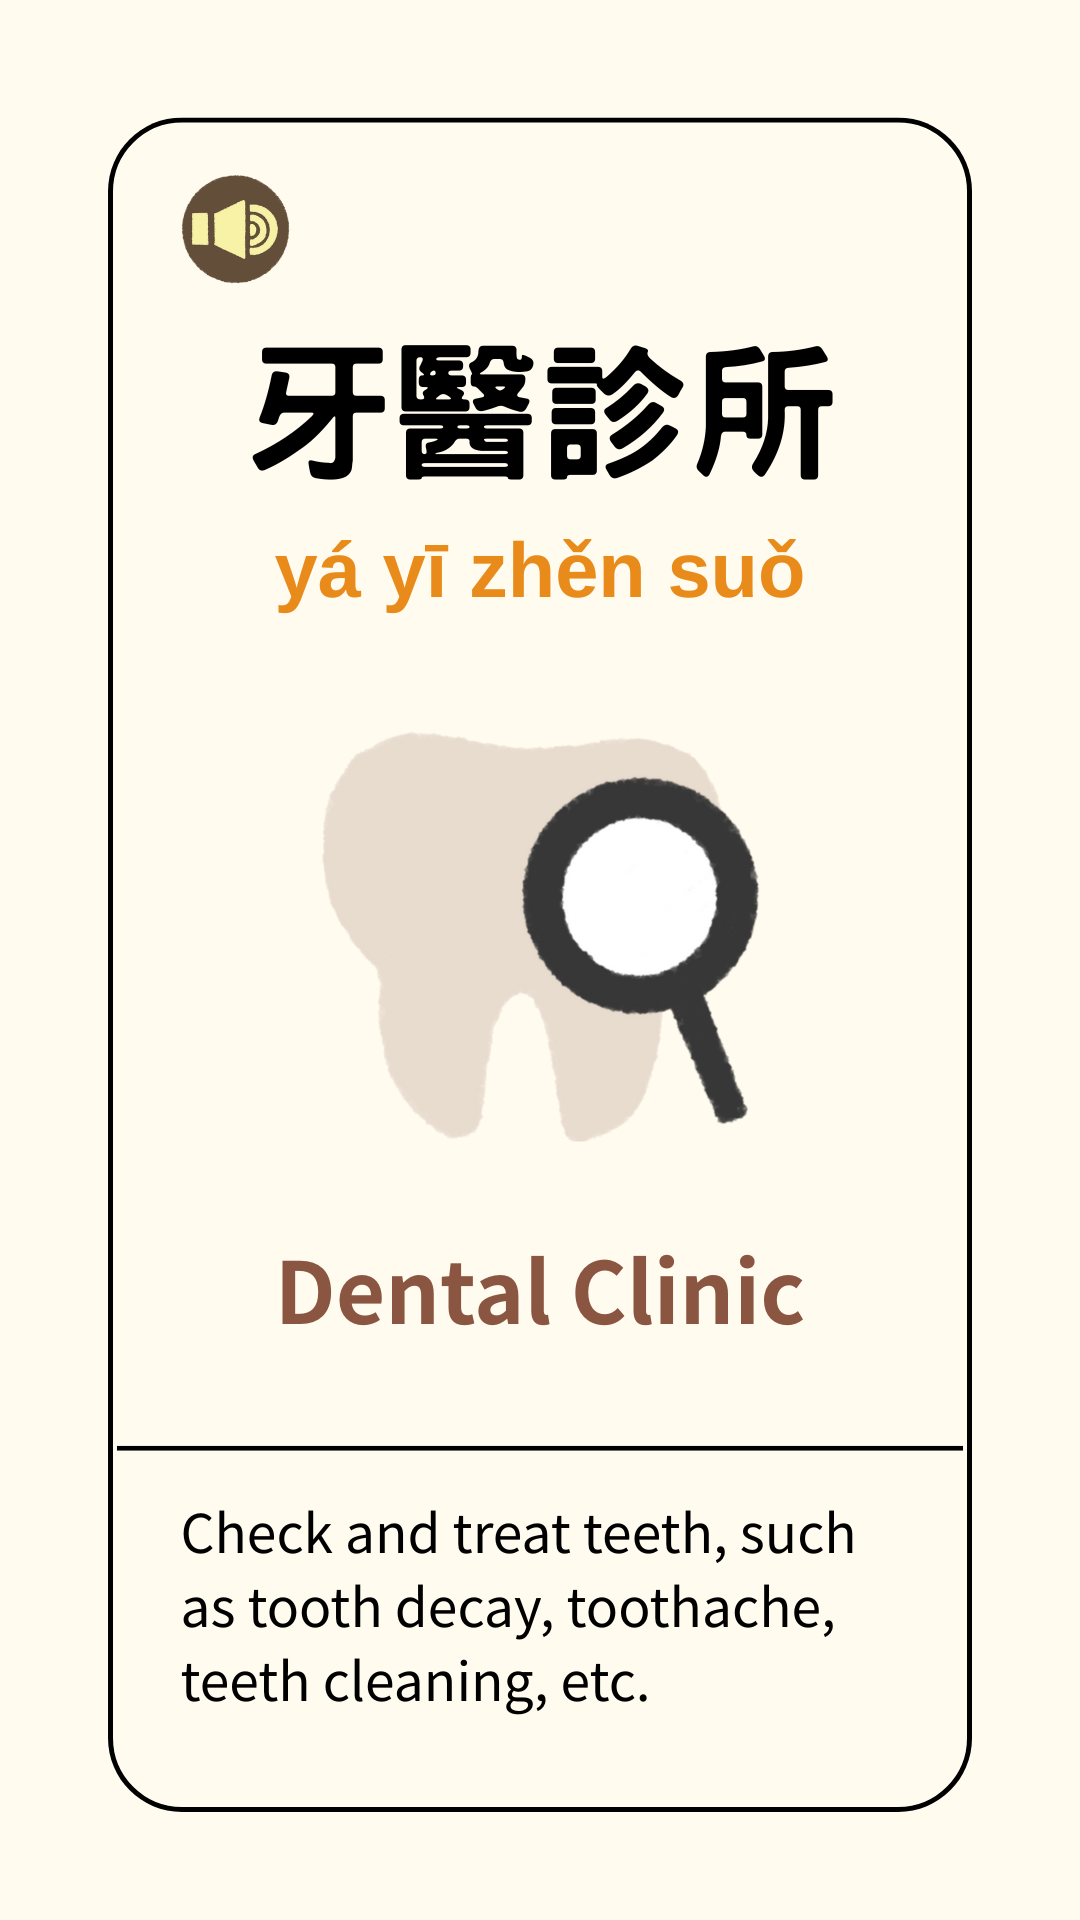 牙醫診所
yá yī zhěn suǒ
Dental Clinic
Check and treat teeth, such
as tooth decay, toothache,
teeth cleaning, etc.